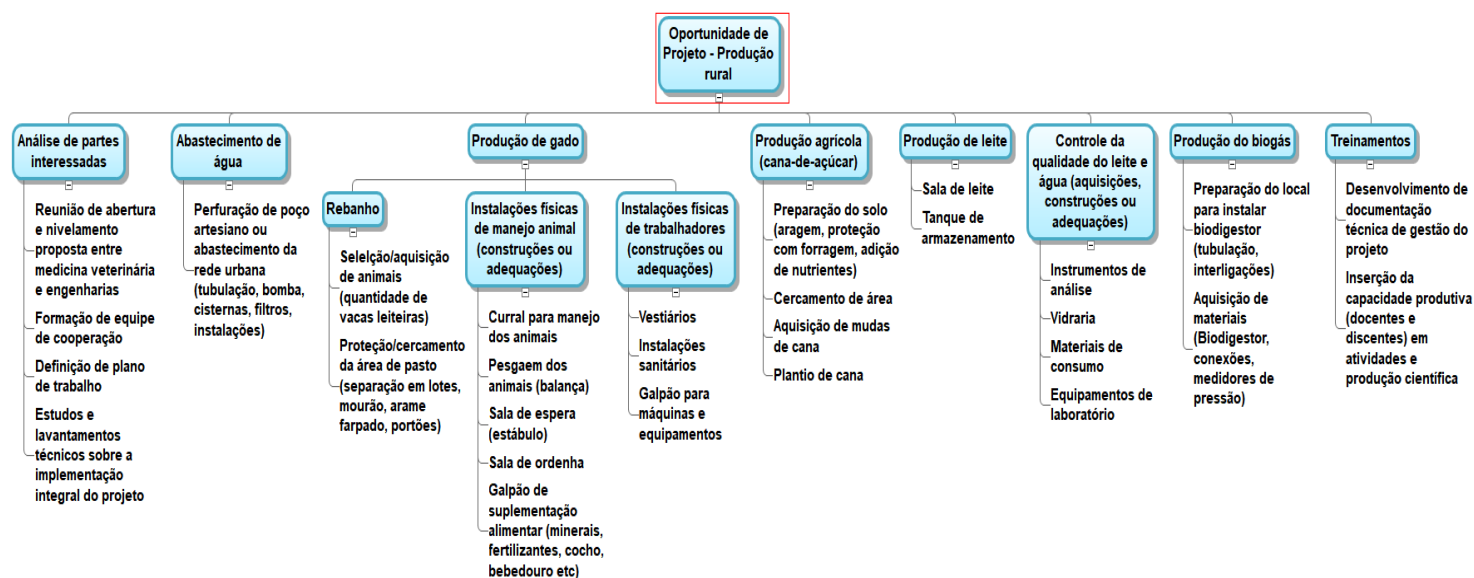 Oportunidade de
Projeto - Produção
rural
Análise de partes
interessadas
Reunião de abertura
e nivelamento
proposta entre
medicina veterinária
e engenharias
Formação de equipe
de cooperação
Definição de plano
de trabalho
Estudos e
lavantamentos
técnicos sobre a
implementação
integral do projeto
Abastecimento de
água
Perfuração de poço
artesiano ou
abastecimento da
rede urbana
(tubulação, bomba,
cisternas, filtros,
instalações)
Produção de gado
Rebanho
Seleleção/aquisição
de animais
(quantidade de
vacas leiteiras)
Proteção/cercamento
da área de pasto
(separação em lotes,
mourão, arame
farpado, portões)
Instalações físicas
de manejo animal
(construções ou
adequações)
Curral para manejo
dos animais
Pesgaem dos
animais (balança)
Sala de espera
(estábulo)
Sala de ordenha
Galpão de
suplementação
alimentar (minerais,
fertilizantes, cocho,
bebedouro etc)
Instalações físicas
de trabalhadores
(construções ou
adequações)
Vestiários
Instalações
sanitários
Galpão para
máquinas e
equipamentos
Produção agrícola
(cana-de-açúcar)
Preparação do solo
(aragem, proteção
com forragem, adição
de nutrientes)
Cercamento de área
Aquisição de mudas
de cana
Plantio de cana
Produção de leite
Sala de leite
Tanque de
armazenamento
Controle da
qualidade do leite e
água (aquisições,
construções ou
adequações)
Instrumentos de
análise
Vidraria
Materiais de
consumo
Equipamentos de
laboratório
Produção do biogás
Preparação do local
para instalar
biodigestor
(tubulação,
interligações)
Aquisição de
materiais
(Biodigestor,
conexões,
medidores de
pressão)
Treinamentos
Desenvolvimento de
documentação
técnica de gestão do
projeto
Inserção da
capacidade produtiva
(docentes e
discentes) em
atividades e
produção científica